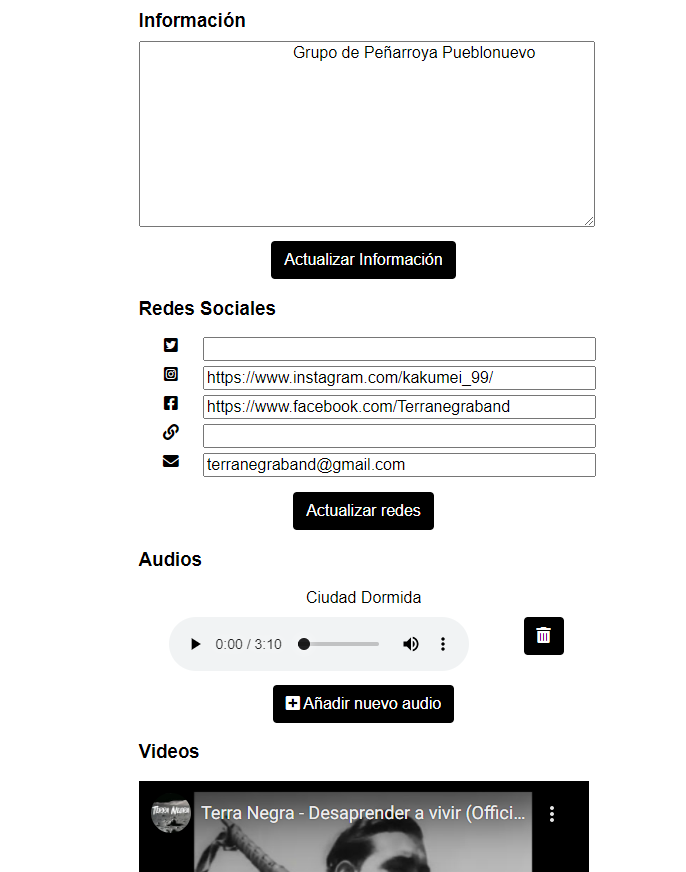 Información
Grupo de Peñarroya Pueblonuevo
Actualizar Información
Redes Sociales
https://www.instagram.com/kakumei_99/
https://www.facebook.com/Terranegraband
terranegraband@gmail.com
Actualizar redes
Audios
Ciudad Dormida
0:00 / 3:10
Añadir nuevo audio
Videos
TERRA NEGRA
Terra Negra - Desaprender a vivir (Offici...